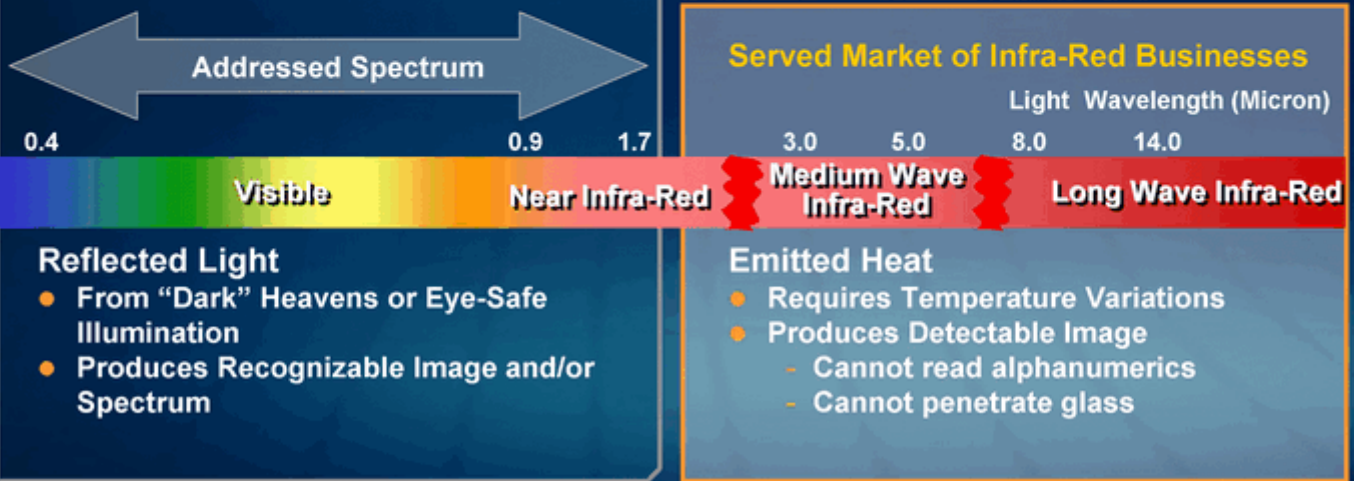 Addressed Spectrum
Served Market of Infra-Red Businesses
Light Wavelength (Micron)
0.4 0.9 1.7 3.0 5.0 8.0 14.0
Visible
Near Infra-Red
Medium Wave
Infra-Red
Long Wave Infra-Red
Reflected Light
● From “Dark” Heavens or Eye-Safe
Illumination
● Produces Recognizable Image and/or
Spectrum
Emitted Heat
● Requires Temperature Variations
● Produces Detectable Image
- Cannot read alphanumerics
- Cannot penetrate glass